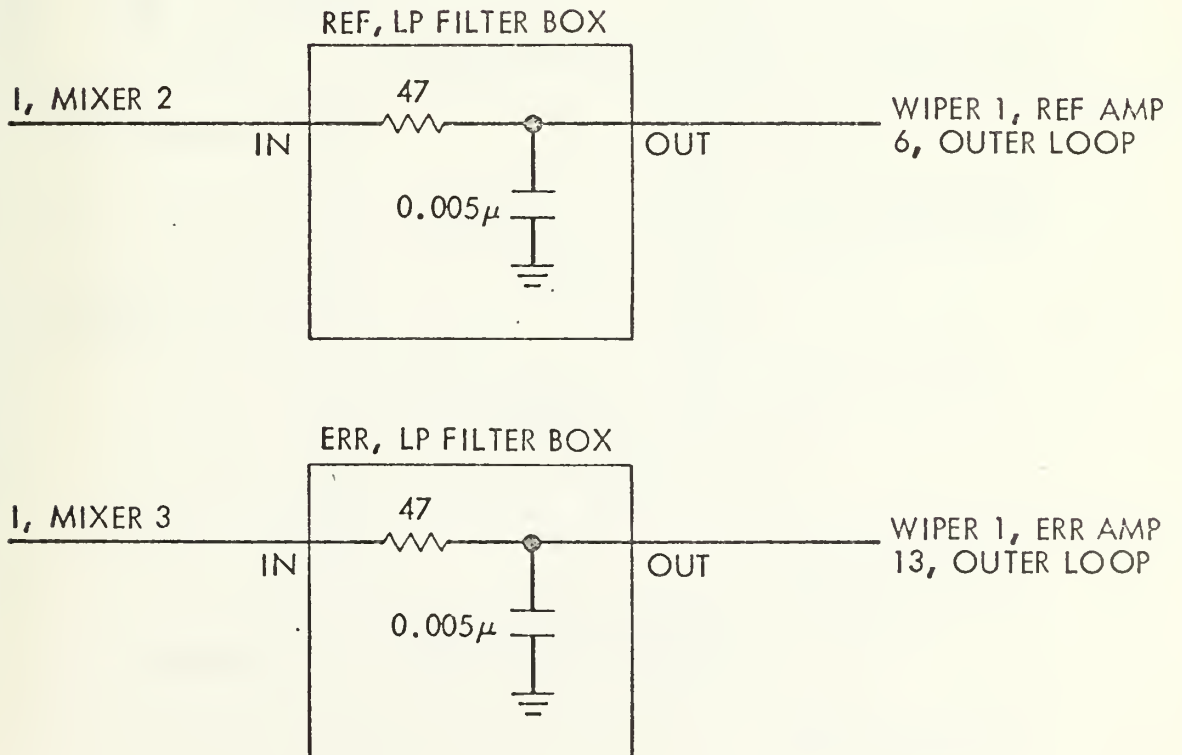 REF, LP FILTER BOX
I, MIXER 2
47
IN
OUT
WIPER 1, REF AMP
6, OUTER LOOP
0.005μ
ERR, LP FILTER BOX
I, MIXER 3
47
IN
OUT
WIPER 1, ERR AMP
13, OUTER LOOP
0.005μ